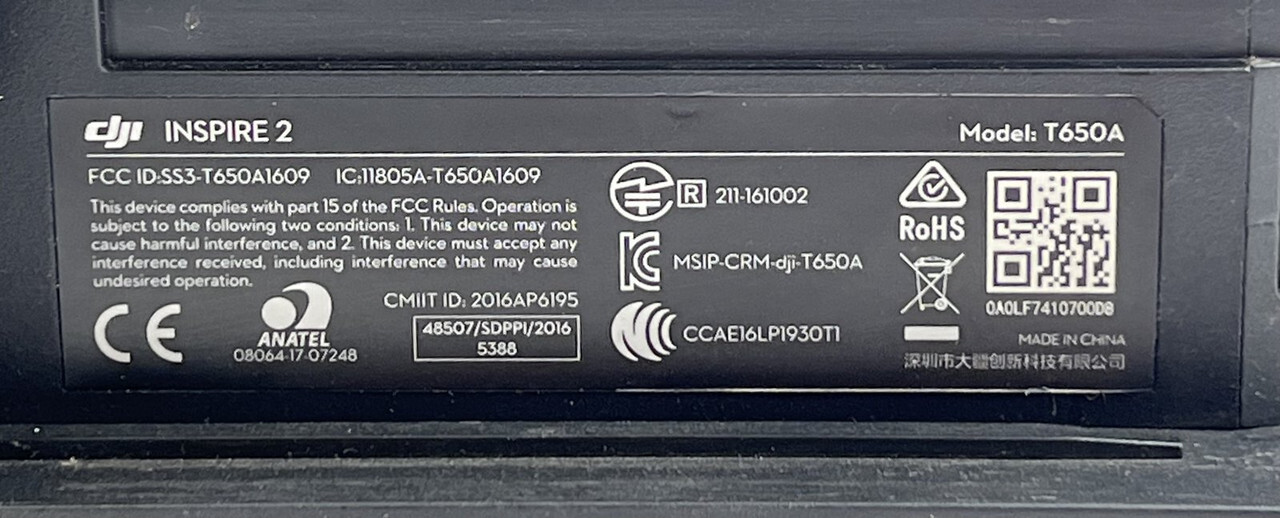 dji INSPIRE 2
Model: T650A
FCC ID:SS3-T650A1609 IC:11805A-T650A1609
This device complies with part 15 of the FCC Rules. Operation is
subject to the following two conditions: 1. This device may not
cause harmful interference, and 2. This device must accept any
interference received, including interference that may cause
undesired operation.
CE
ANATEL
08064-17-07248
CMIIT ID: 2016AP6195
48507/SDPPI/2016
5388
R 211-161002
MSIP-CRM-dji-T650A
CCAE16LP1930T1
RoHS
0A0LF7410700D8
MADE IN CHINA
深圳市大疆创新科技有限公司